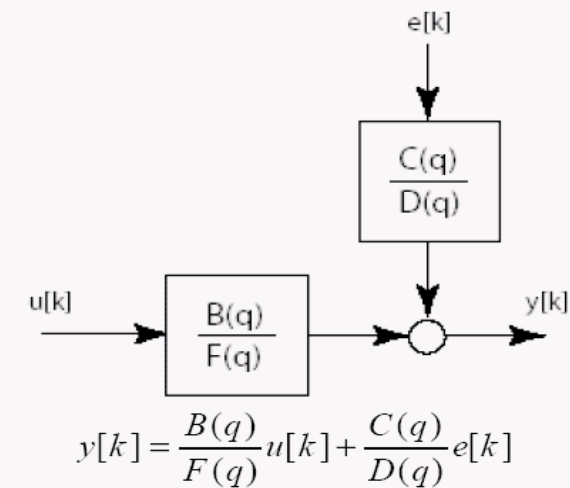 e[k]
C(q)
D(q)
u[k]
B(q)
F(q)
y[k]
y[k] = B(q)/F(q) u[k] + C(q)/D(q) e[k]